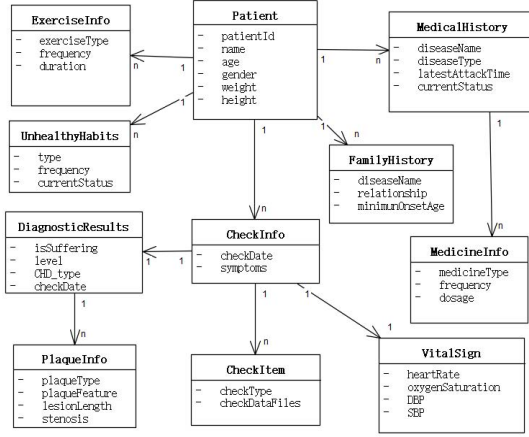 ExerciseInfo
- exerciseType
- frequency
- duration
Patient
- patientId
- name
- age
- gender
- weight
- height
MedicalHistory
- diseaseName
- diseaseType
- latestAttackTime
- currentStatus
n
1
1
n
1
n
1
n
1
1
UnhealthyHabits
- type
- frequency
- currentStatus
FamilyHistory
- diseaseName
- relationship
- minimunOnsetAge
DiagnosticResults
- isSuffering
- level
- CHD_type
- checkDate
n
CheckInfo
- checkDate
- symptoms
n
MedicineInfo
- medicineType
- frequency
- dosage
1
1
1
1
1
n
n
1
PlaqueInfo
- plaqueType
- plaqueFeature
- lesionLength
- stenosis
CheckItem
- checkType
- checkDataFiles
VitalSign
- heartRate
- oxygenSaturation
- DBP
- SBP